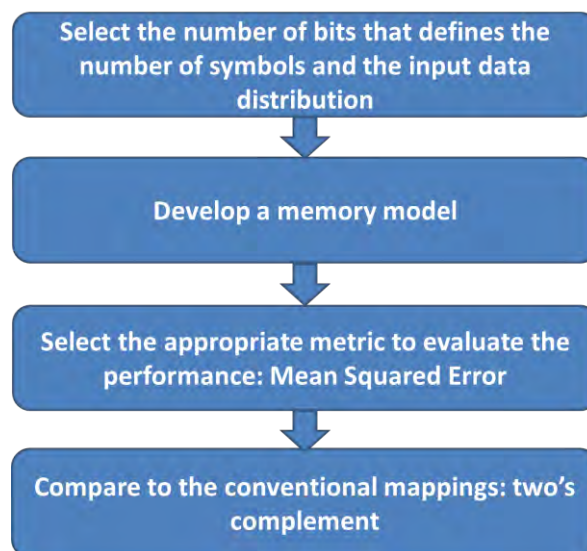 Select the number of bits that defines the
number of symbols and the input data
distribution
Develop a memory model
Select the appropriate metric to evaluate the
performance: Mean Squared Error
Compare to the conventional mappings: two's
complement